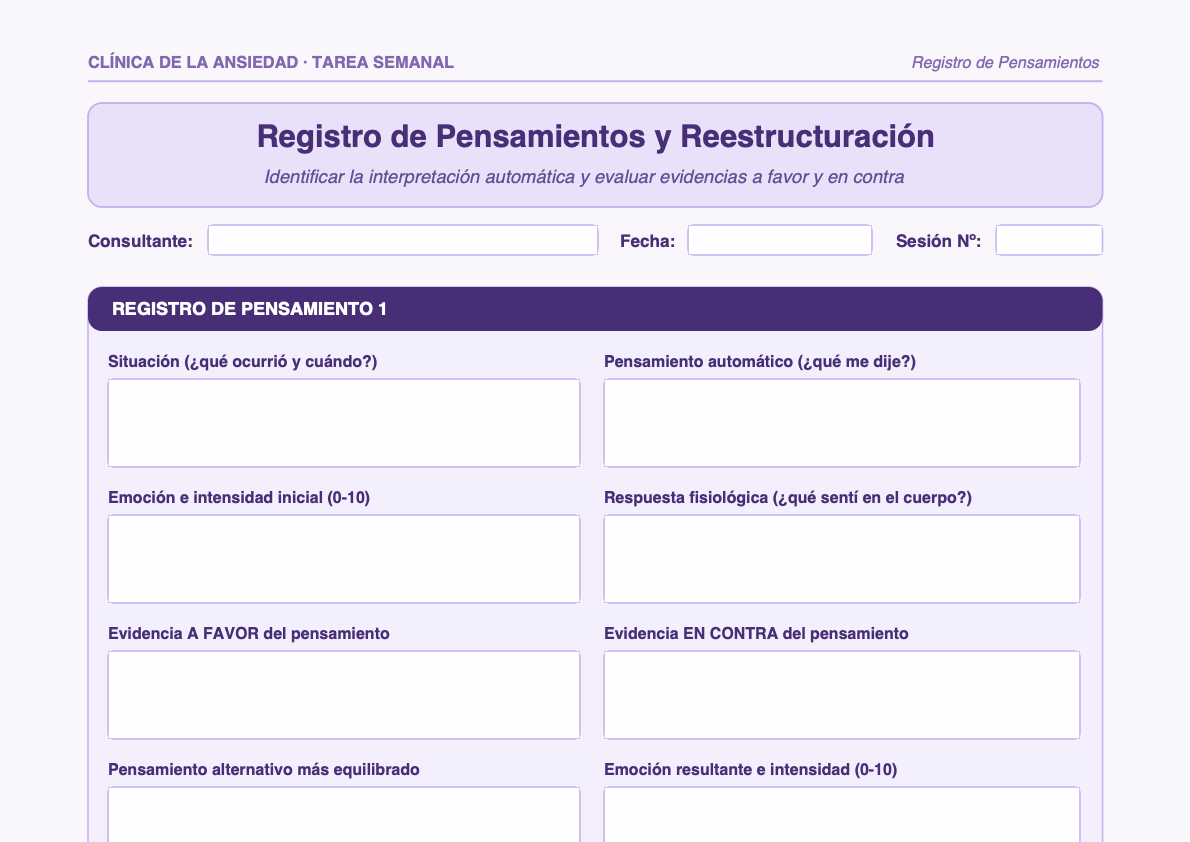 CLÍNICA DE LA ANSIEDAD · TAREA SEMANAL
Registro de Pensamientos
Registro de Pensamientos y Reestructuración
Identificar la interpretación automática y evaluar evidencias a favor y en contra
Consultante:
Fecha:
Sesión Nº:
REGISTRO DE PENSAMIENTO 1
Situación (¿qué ocurrió y cuándo?)
Pensamiento automático (¿qué me dije?)
Emoción e intensidad inicial (0-10)
Respuesta fisiológica (¿qué sentí en el cuerpo?)
Evidencia A FAVOR del pensamiento
Evidencia EN CONTRA del pensamiento
Pensamiento alternativo más equilibrado
Emoción resultante e intensidad (0-10)